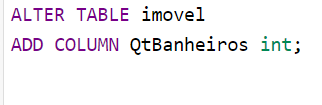 ALTER TABLE imovel
ADD COLUMN QtBanheiros int;